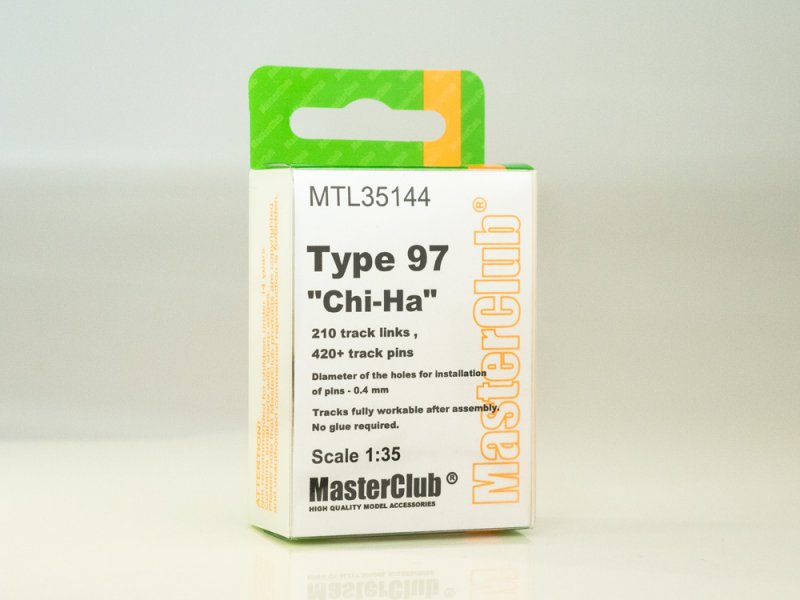 MTL35144
Type 97
"Chi-Ha"
210 track links ,
420+ track pins
Diameter of the holes for installation
of pins - 0.4 mm
Tracks fully workable after assembly.
No glue required.
Scale 1:35
MasterClub ®
HIGH QUALITY MODEL ACCESSORIES
MasterClub®
ATTENTION!